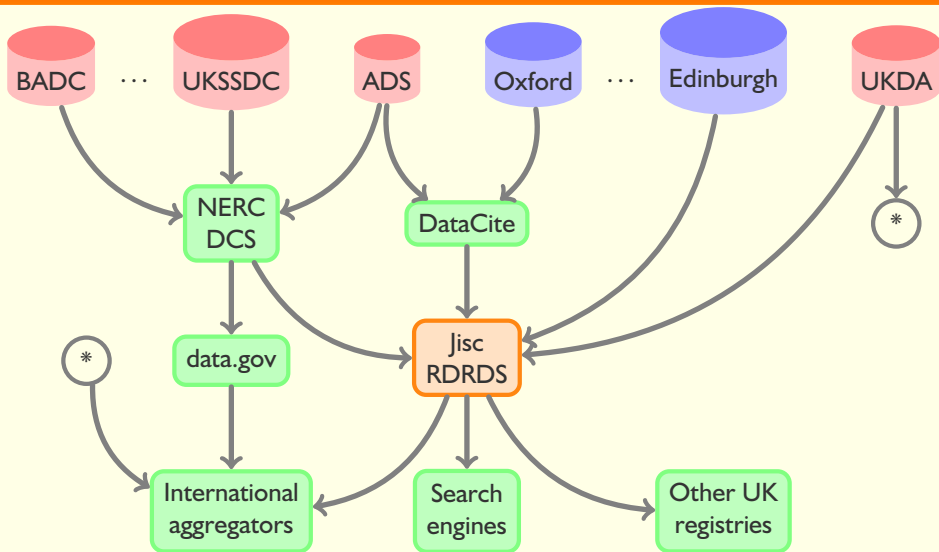 BADC
...
UKSSDC
ADS
Oxford
...
Edinburgh
UKDA
NERC
DCS
DataCite
*
*
data.gov
Jisc
RDRDS
International
aggregators
Search
engines
Other UK
registries